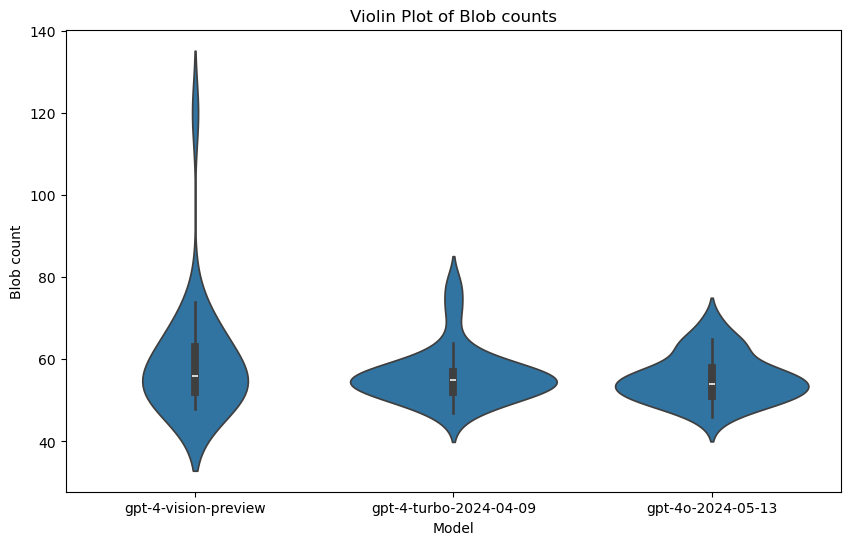 Violin Plot of Blob counts
140
120
100
80
60
40
Blob count
gpt-4-vision-preview
gpt-4-turbo-2024-04-09
gpt-4o-2024-05-13
Model